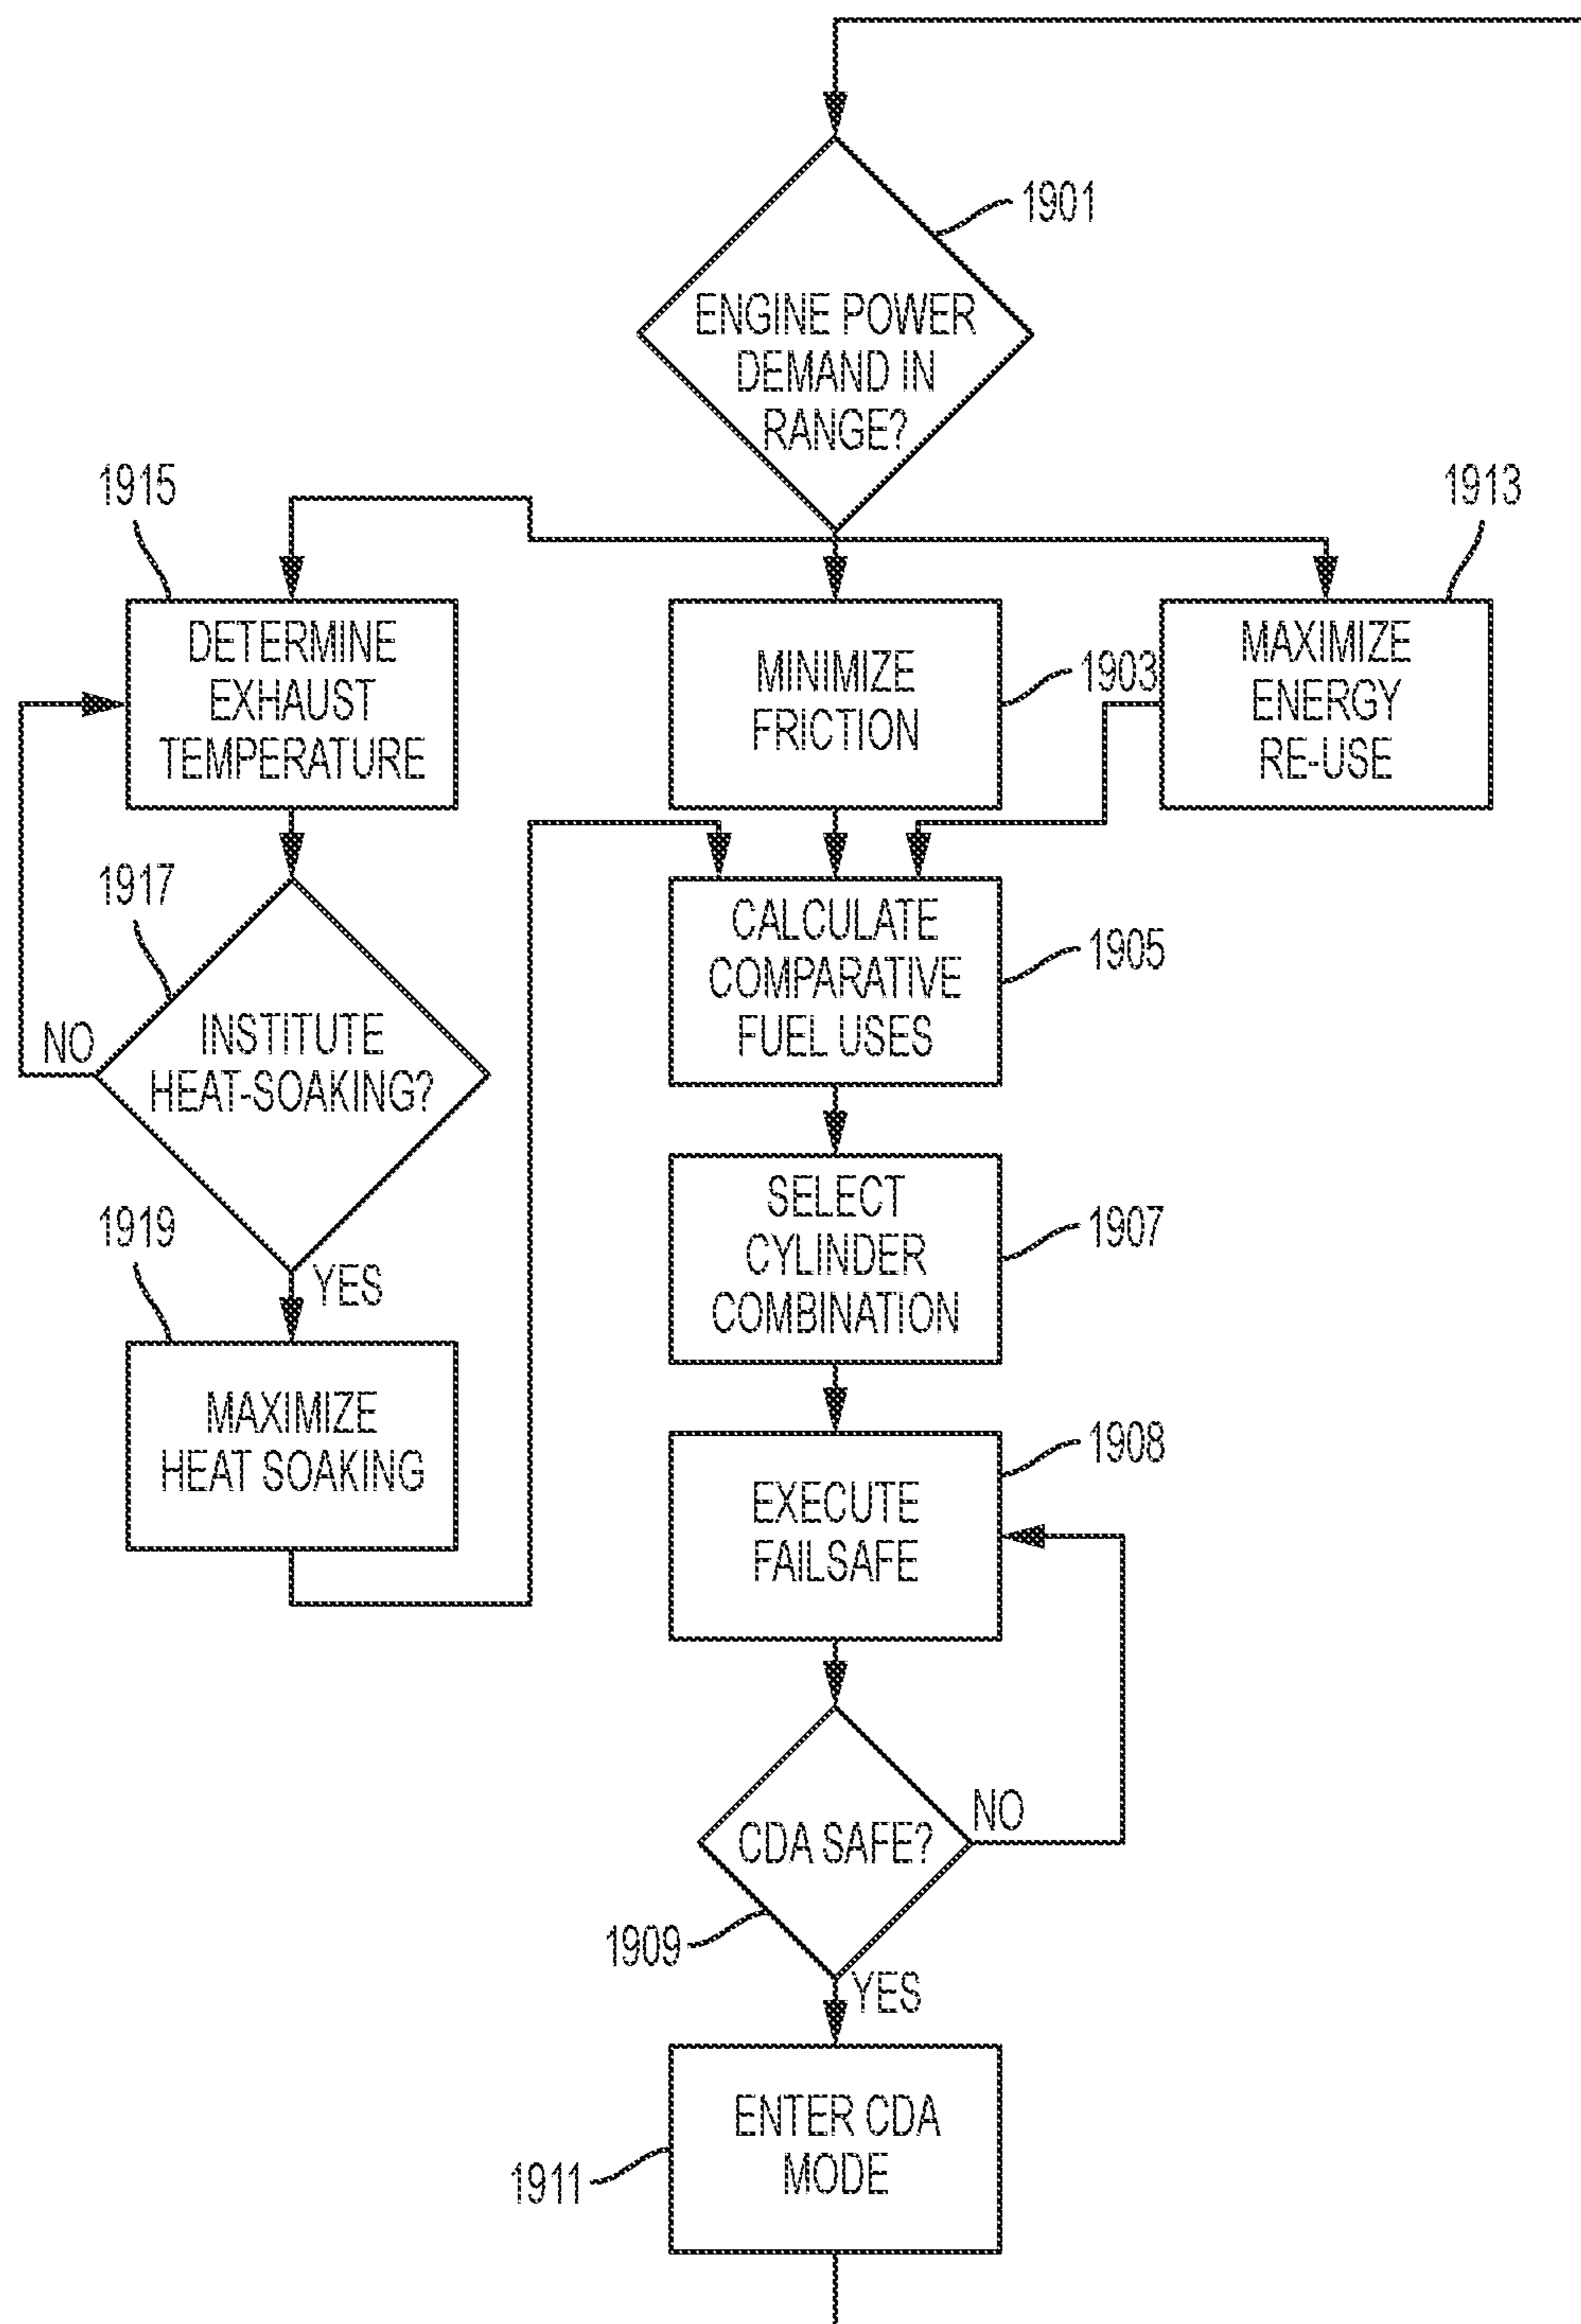 1901
ENGINE POWER
DEMAND IN
RANGE?
1915
1913
DETERMINE
EXHAUST
TEMPERATURE
MINIMIZE
FRICTION
1903
MAXIMIZE
ENERGY
RE-USE
1917
INSTITUTE
HEAT-SOAKING?
NO
YES
CALCULATE
COMPARATIVE
FUEL USES
1905
SELECT
CYLINDER
COMBINATION
1907
1919
MAXIMIZE
HEAT SOAKING
EXECUTE
FAILSAFE
1908
CDA SAFE?
NO
1909
YES
ENTER CDA
MODE
1911